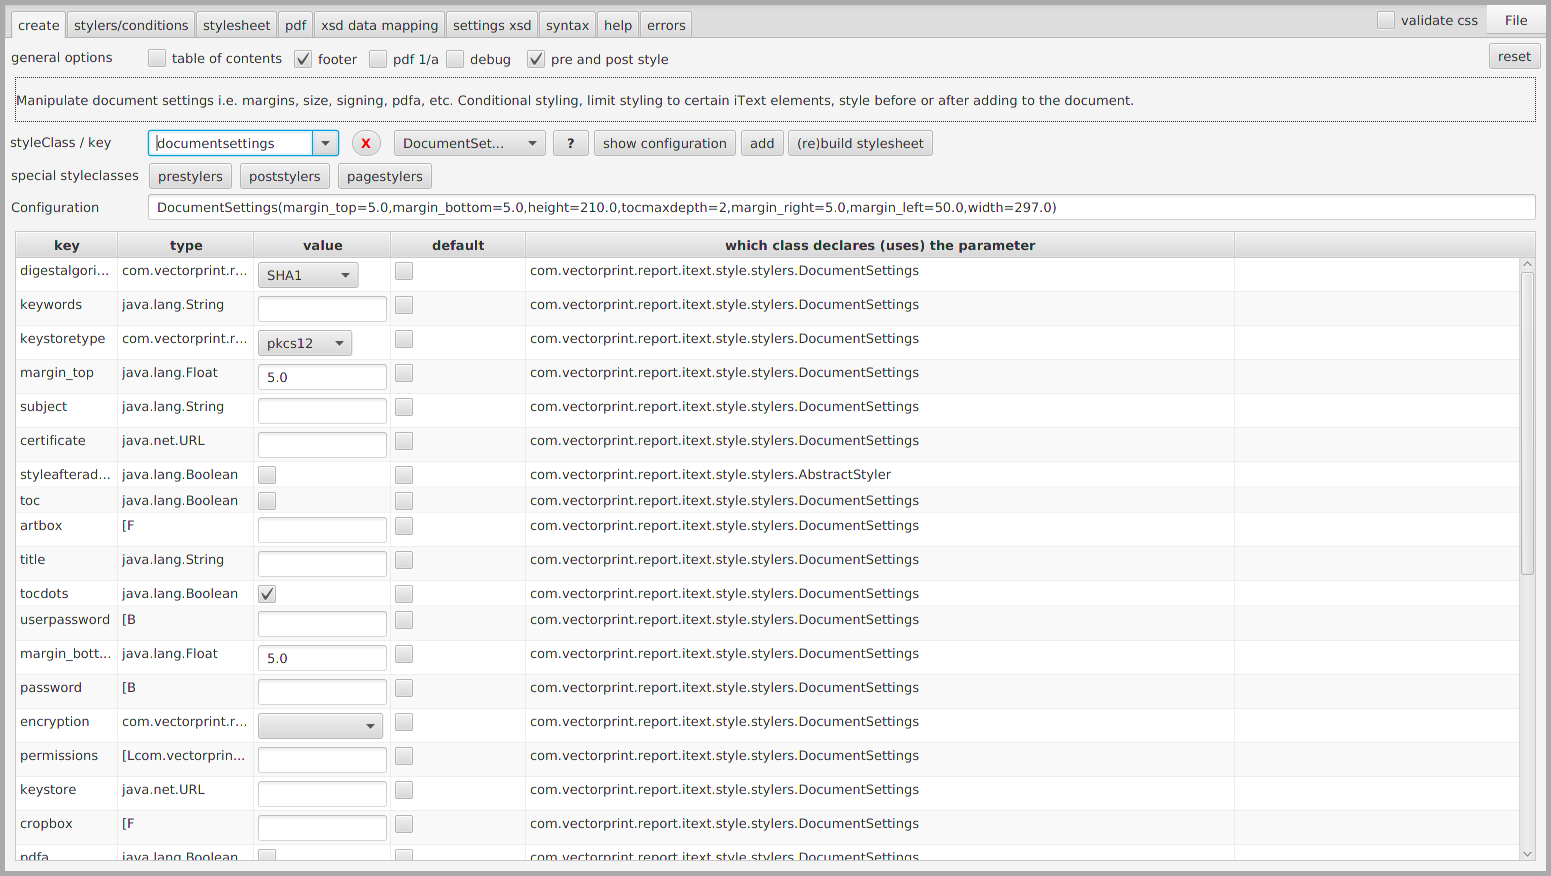 create stylers/conditions stylesheet pdf xsd data mapping settings xsd syntax help errors validate css File
general options table of contents footer pdf 1/a debug pre and post style reset
Manipulate document settings i.e. margins, size, signing, pdfa, etc. Conditional styling, limit styling to certain iText elements, style before or after adding to the document.
styleClass / key documentsettings X DocumentSet... ? show configuration add (re)build stylesheet
special styleclasses prestylers poststylers pagestylers
Configuration DocumentSettings(margin_top=5.0,margin_bottom=5.0,height=210.0,tocmaxdepth=2,margin_right=5.0,margin_left=50.0,width=297.0)
key type value default which class declares (uses) the parameter
digestalgori... com.vectorprint.r... SHA1 com.vectorprint.report.itext.style.stylers.DocumentSettings
keywords java.lang.String com.vectorprint.report.itext.style.stylers.DocumentSettings
keystoretype com.vectorprint.r... pkcs12 com.vectorprint.report.itext.style.stylers.DocumentSettings
margin_top java.lang.Float 5.0 com.vectorprint.report.itext.style.stylers.DocumentSettings
subject java.lang.String com.vectorprint.report.itext.style.stylers.DocumentSettings
certificate java.net.URL com.vectorprint.report.itext.style.stylers.DocumentSettings
styleafterad... java.lang.Boolean com.vectorprint.report.itext.style.stylers.AbstractStyler
toc java.lang.Boolean com.vectorprint.report.itext.style.stylers.DocumentSettings
artbox [F com.vectorprint.report.itext.style.stylers.DocumentSettings
title java.lang.String com.vectorprint.report.itext.style.stylers.DocumentSettings
tocdots java.lang.Boolean com.vectorprint.report.itext.style.stylers.DocumentSettings
userpassword [B com.vectorprint.report.itext.style.stylers.DocumentSettings
margin_bott... java.lang.Float 5.0 com.vectorprint.report.itext.style.stylers.DocumentSettings
password [B com.vectorprint.report.itext.style.stylers.DocumentSettings
encryption com.vectorprint.r... com.vectorprint.report.itext.style.stylers.DocumentSettings
permissions [Lcom.vectorprin... com.vectorprint.report.itext.style.stylers.DocumentSettings
keystore java.net.URL com.vectorprint.report.itext.style.stylers.DocumentSettings
cropbox [F com.vectorprint.report.itext.style.stylers.DocumentSettings
pdfa java.lang.Boolean com.vectorprint.report.itext.style.stylers.DocumentSettings